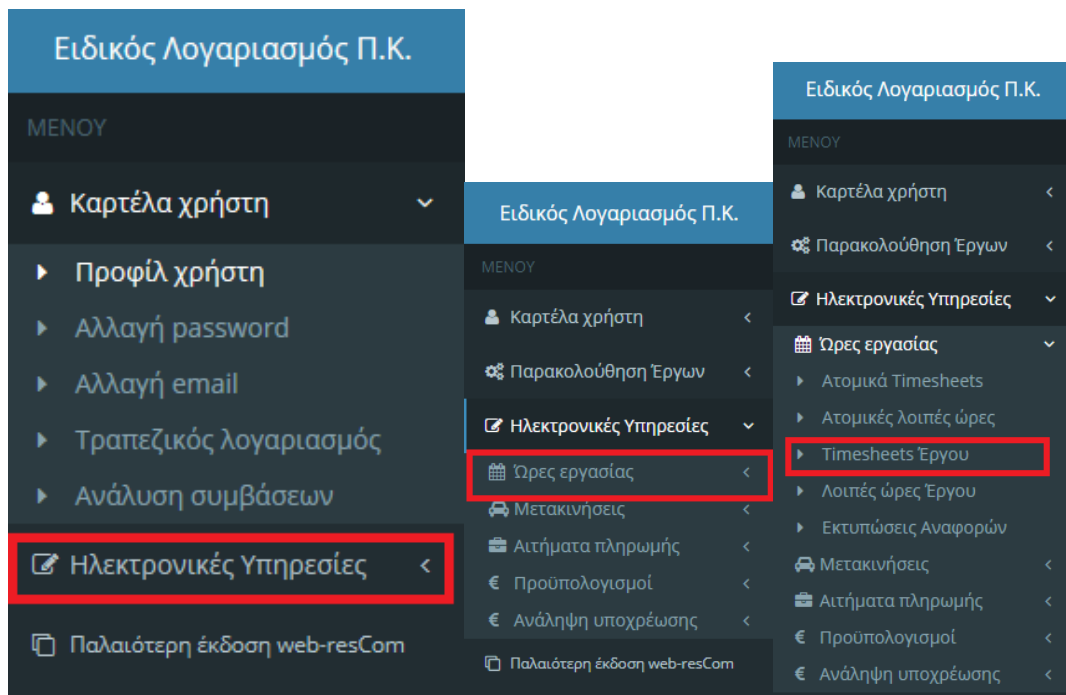 Ειδικός Λογαριασμός Π.Κ.
ΜΕΝΟΥ
Καρτέλα χρήστη
Προφίλ χρήστη
Αλλαγή password
Αλλαγή email
Τραπεζικός λογαριασμός
Ανάλυση συμβάσεων
Ηλεκτρονικές Υπηρεσίες
Παλαιότερη έκδοση web-resCom
Ειδικός Λογαριασμός Π.Κ.
ΜΕΝΟΥ
Καρτέλα χρήστη
Παρακολούθηση Έργων
Ηλεκτρονικές Υπηρεσίες
Ώρες εργασίας
Μετακινήσεις
Αιτήματα πληρωμής
€ Προϋπολογισμοί
€ Ανάληψη υποχρέωσης
Παλαιότερη έκδοση web-resCom
Ειδικός Λογαριασμός Π.Κ.
ΜΕΝΟΥ
Καρτέλα χρήστη
Παρακολούθηση Έργων
Ηλεκτρονικές Υπηρεσίες
Ώρες εργασίας
Ατομικά Timesheets
Ατομικές λοιπές ώρες
Timesheets Έργου
Λοιπές ώρες Έργου
Εκτυπώσεις Αναφορών
Μετακινήσεις
Αιτήματα πληρωμής
€ Προϋπολογισμοί
€ Ανάληψη υποχρέωσης